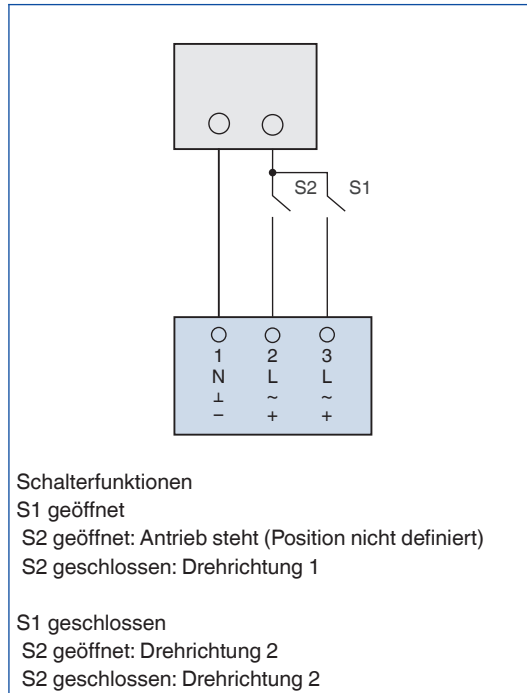 S2 S1
1 2 3
N L L
⊥ ~ ~
− + +
Schalterfunktionen
S1 geöffnet
S2 geöffnet: Antrieb steht (Position nicht definiert)
S2 geschlossen: Drehrichtung 1
S1 geschlossen
S2 geöffnet: Drehrichtung 2
S2 geschlossen: Drehrichtung 2